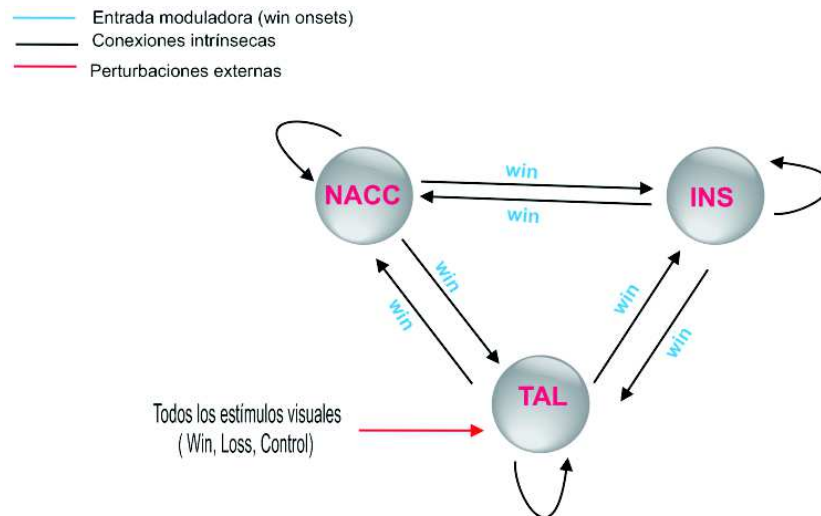 Entrada moduladora (win onsets)
Conexiones intrínsecas
Perturbaciones externas
win
NACC
INS
win
win
win
win
win
TAL
Todos los estímulos visuales
( Win, Loss, Control)